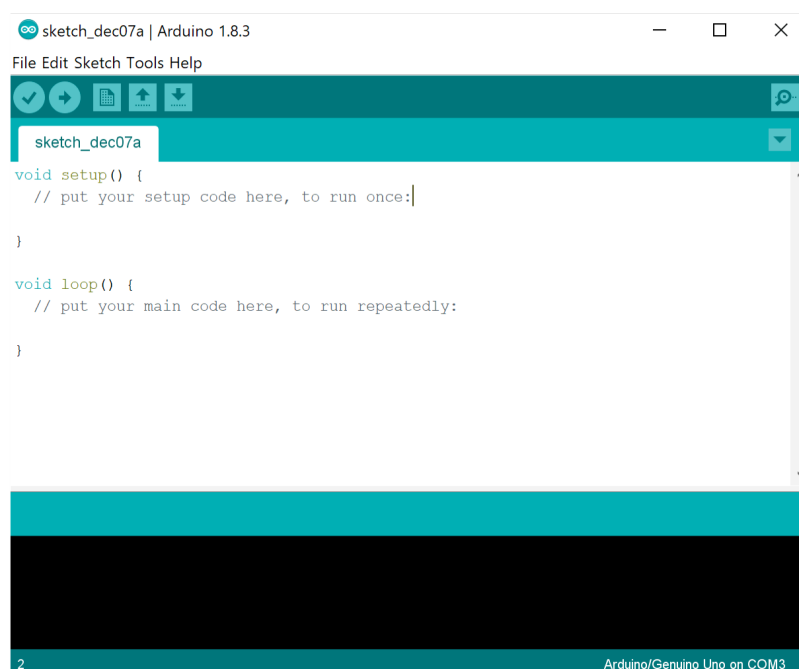 sketch_dec07a | Arduino 1.8.3
File Edit Sketch Tools Help
sketch_dec07a
void setup() {
  // put your setup code here, to run once:
}
void loop() {
  // put your main code here, to run repeatedly:
}
2 Arduino/Genuino Uno on COM3